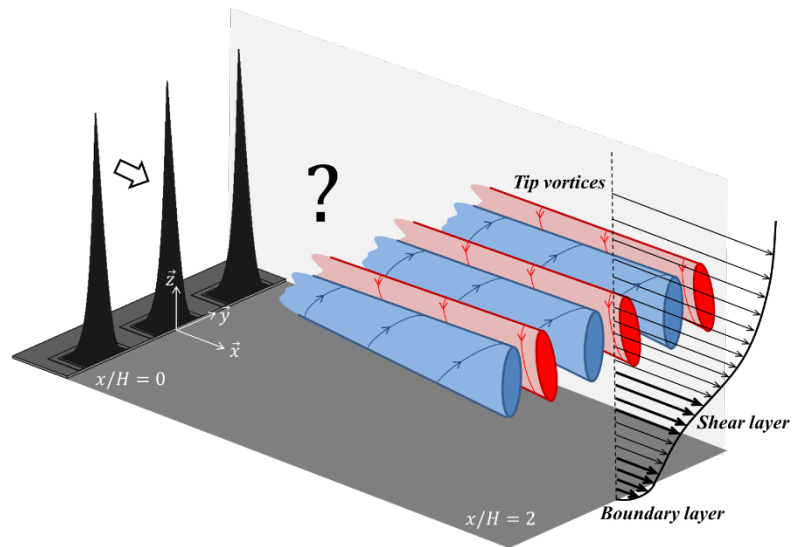 ?
Tip vortices
z⃗
y⃗
x⃗
x/H = 0
Shear layer
x/H = 2
Boundary layer